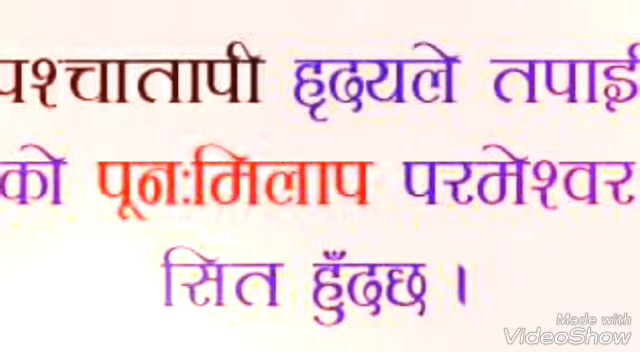 पश्चातापी हृदयले तपाई
को पून:मिलाप परमेश्वर
सित हुँदछ ।
Made with
VideoShow